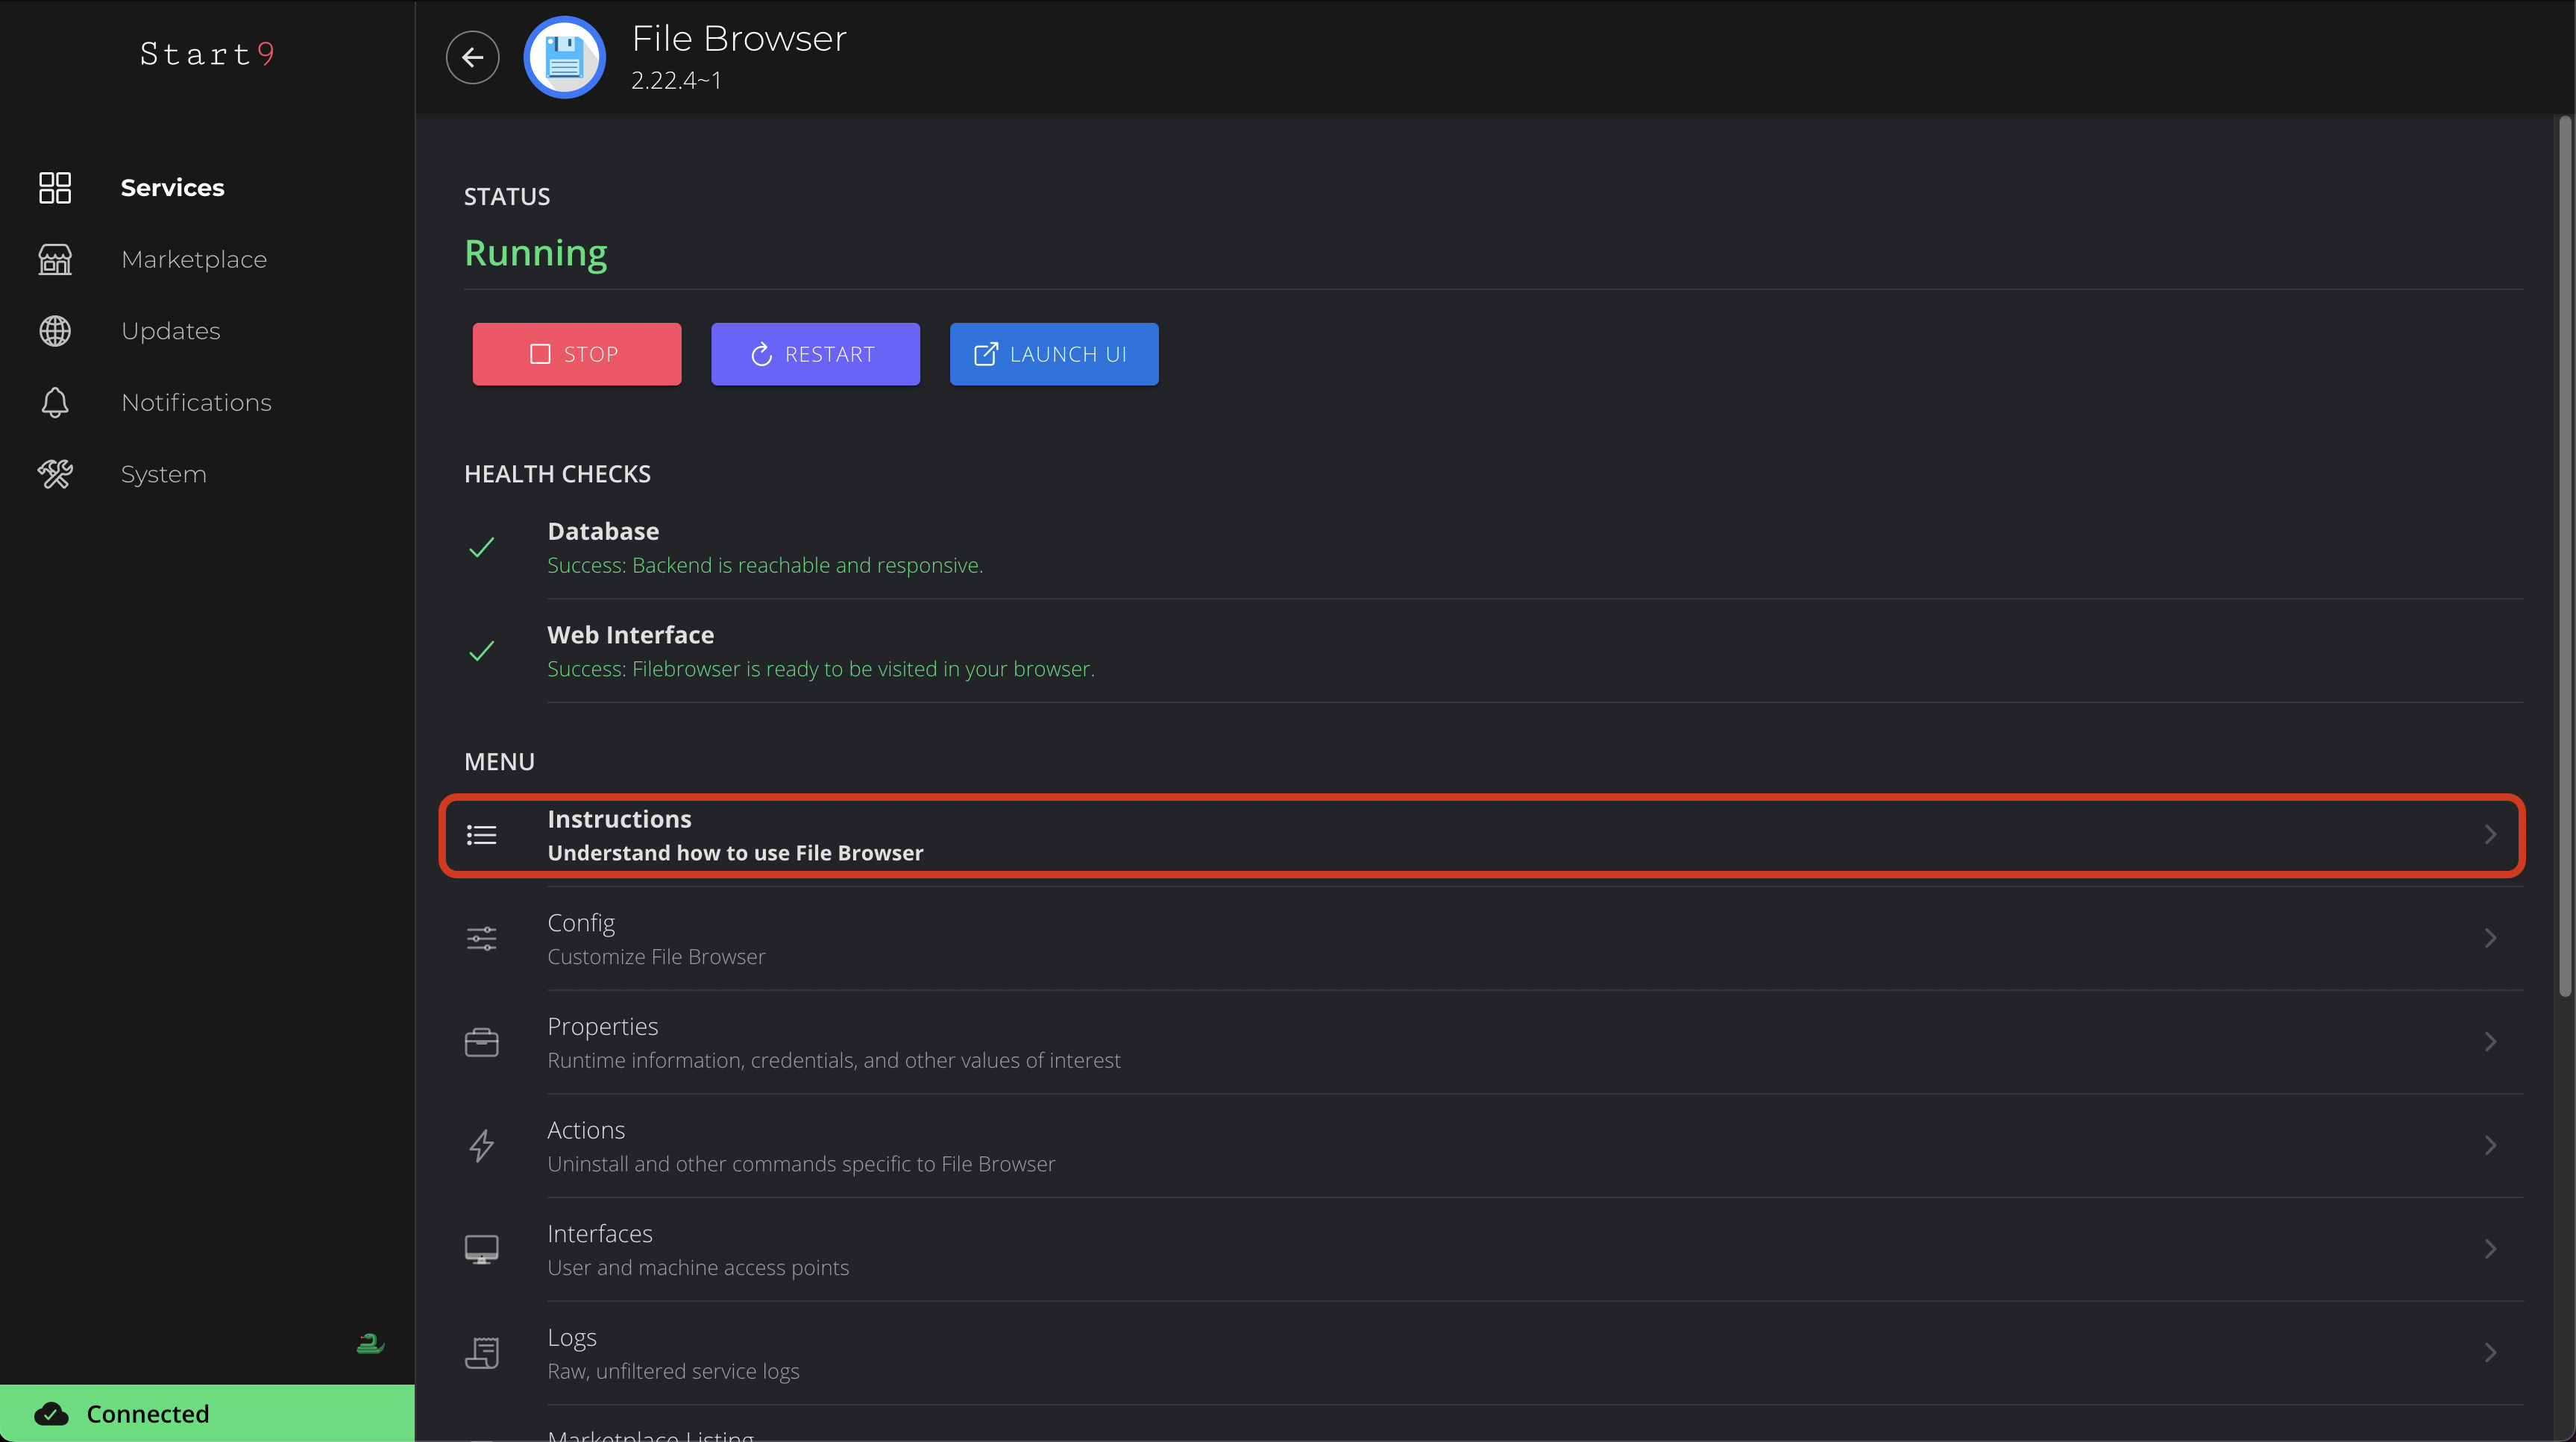 Start9
Services
Marketplace
Updates
Notifications
System
Connected
File Browser
2.22.4~1
STATUS
Running
STOP
RESTART
LAUNCH UI
HEALTH CHECKS
Database
Success: Backend is reachable and responsive.
Web Interface
Success: Filebrowser is ready to be visited in your browser.
MENU
Instructions
Understand how to use File Browser
Config
Customize File Browser
Properties
Runtime information, credentials, and other values of interest
Actions
Uninstall and other commands specific to File Browser
Interfaces
User and machine access points
Logs
Raw, unfiltered service logs
Marketplace Listing